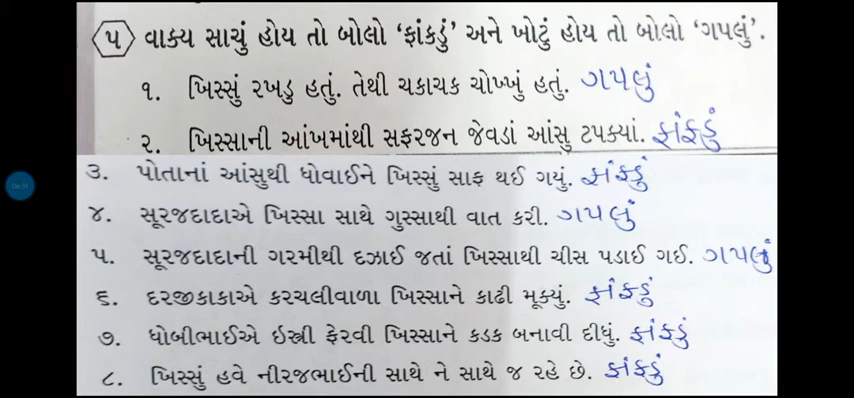 ૫ વાક્ય સાચું હોય તો બોલો ‘ફાંકડું’ અને ખોટું હોય તો બોલો ‘ગપલું’.
૧. ખિસ્સું રખડુ હતું. તેથી ચકાચક ચોખ્ખું હતું. ગપલું
૨. ખિસ્સાની આંખમાંથી સફરજન જેવડાં આંસુ ટપક્યાં. ફાંકડું
૩. પોતાનાં આંસુથી ધોવાઈને ખિસ્સું સાફ થઈ ગયું. ફાંકડું
૪. સૂરજદાદાએ ખિસ્સા સાથે ગુસ્સાથી વાત કરી. ગપલું
૫. સૂરજદાદાની ગરમીથી દઝાઈ જતાં ખિસ્સાથી ચીસ પડાઈ ગઈ. ગપલું
૬. દરજીકાકાએ કરચલીવાળા ખિસ્સાને કાઢી મૂક્યું. ફાંકડું
૭. ધોબીભાઈએ ઇસ્ત્રી ફેરવી ખિસ્સાને કડક બનાવી દીધું. ફાંકડું
૮. ખિસ્સું હવે નીરજભાઈની સાથે ને સાથે જ રહે છે. ફાંકડું